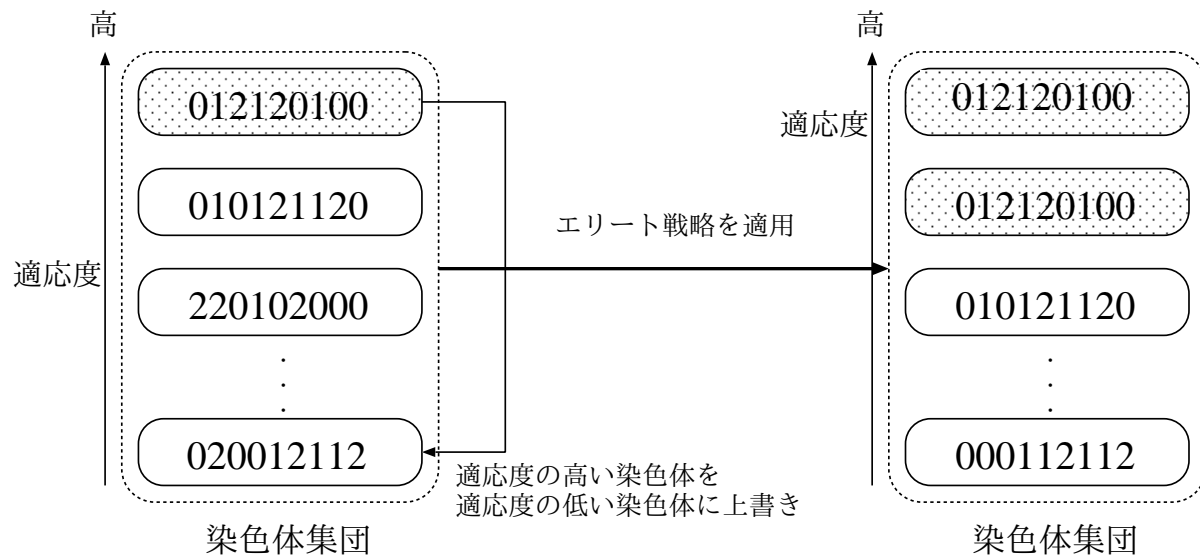 高
適応度
012120100
010121120
220102000
・
・
・
020012112
染色体集団
エリート戦略を適用
適応度の高い染色体を
適応度の低い染色体に上書き
高
適応度
012120100
012120100
010121120
・
・
・
000112112
染色体集団